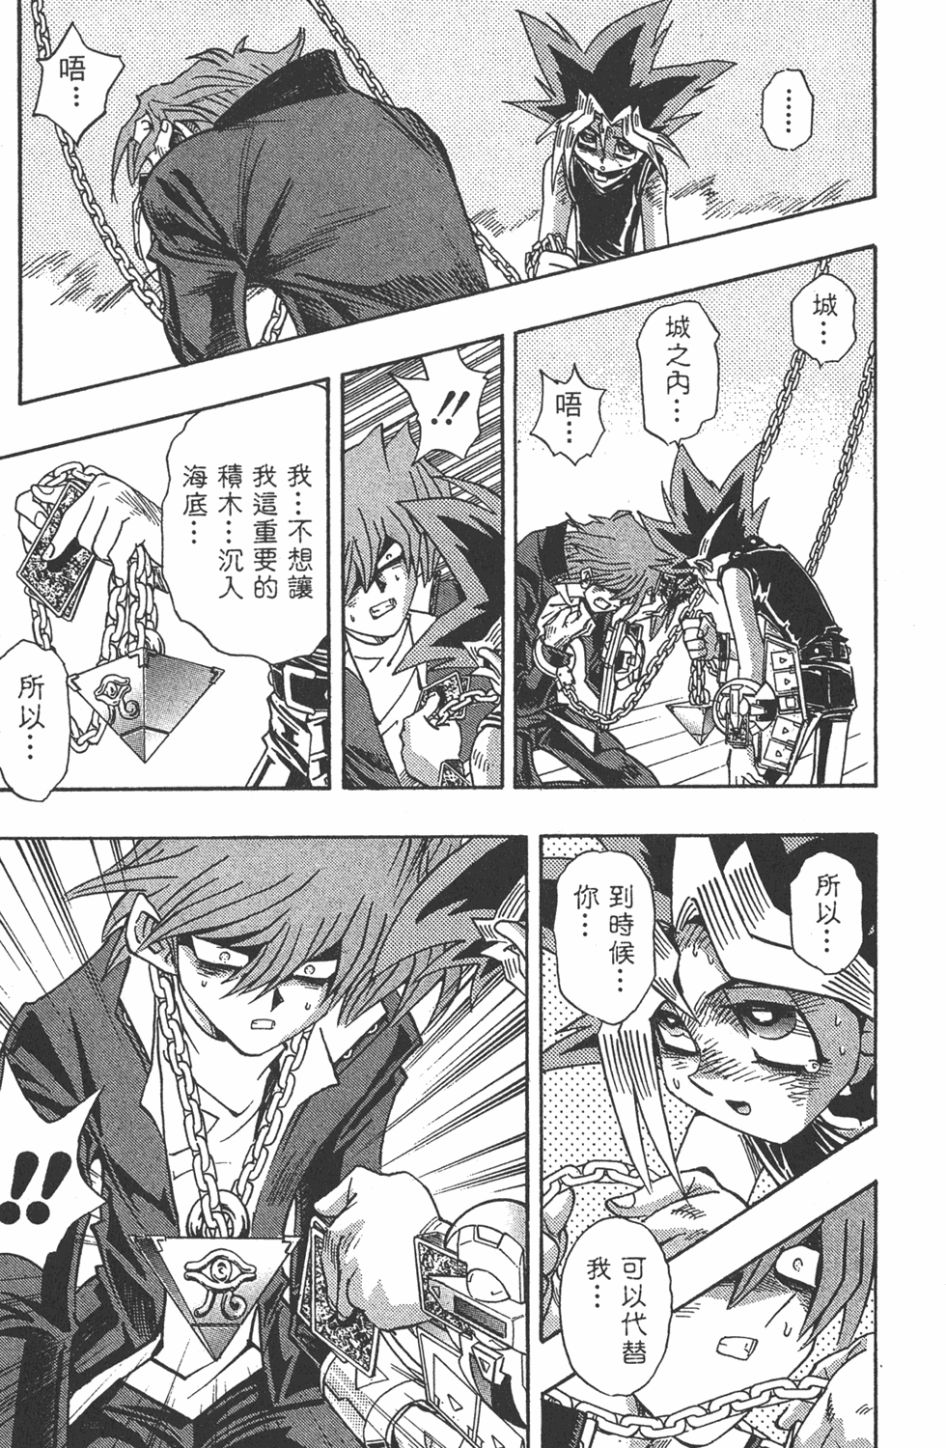 ……
唔…
城…
城之內…
唔…
!!
我…不想讓
我這重要的
積木…沉入
海底…
所以…
所以…
到時候…
你…
可以代替
我…
!!